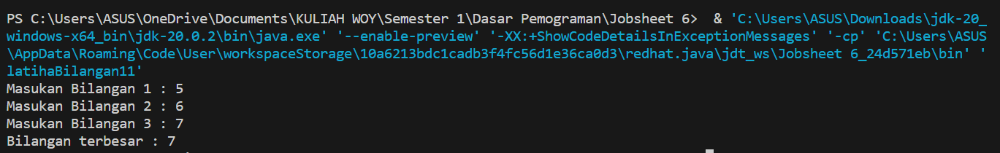 PS C:\Users\ASUS\OneDrive\Documents\KULIAH WOY\Semester 1\Dasar Pemograman\Jobsheet 6>  & 'C:\Users\ASUS\Downloads\jdk-20_
windows-x64_bin\jdk-20.0.2\bin\java.exe' '--enable-preview' '-XX:+ShowCodeDetailsInExceptionMessages' '-cp' 'C:\Users\ASUS
\AppData\Roaming\Code\User\workspaceStorage\10a6213bdc1cadb3f4fc56d1e36ca0d3\redhat.java\jdt_ws\Jobsheet 6_24d571eb\bin' '
latihaBilangan11'
Masukan Bilangan 1 : 5
Masukan Bilangan 2 : 6
Masukan Bilangan 3 : 7
Bilangan terbesar : 7